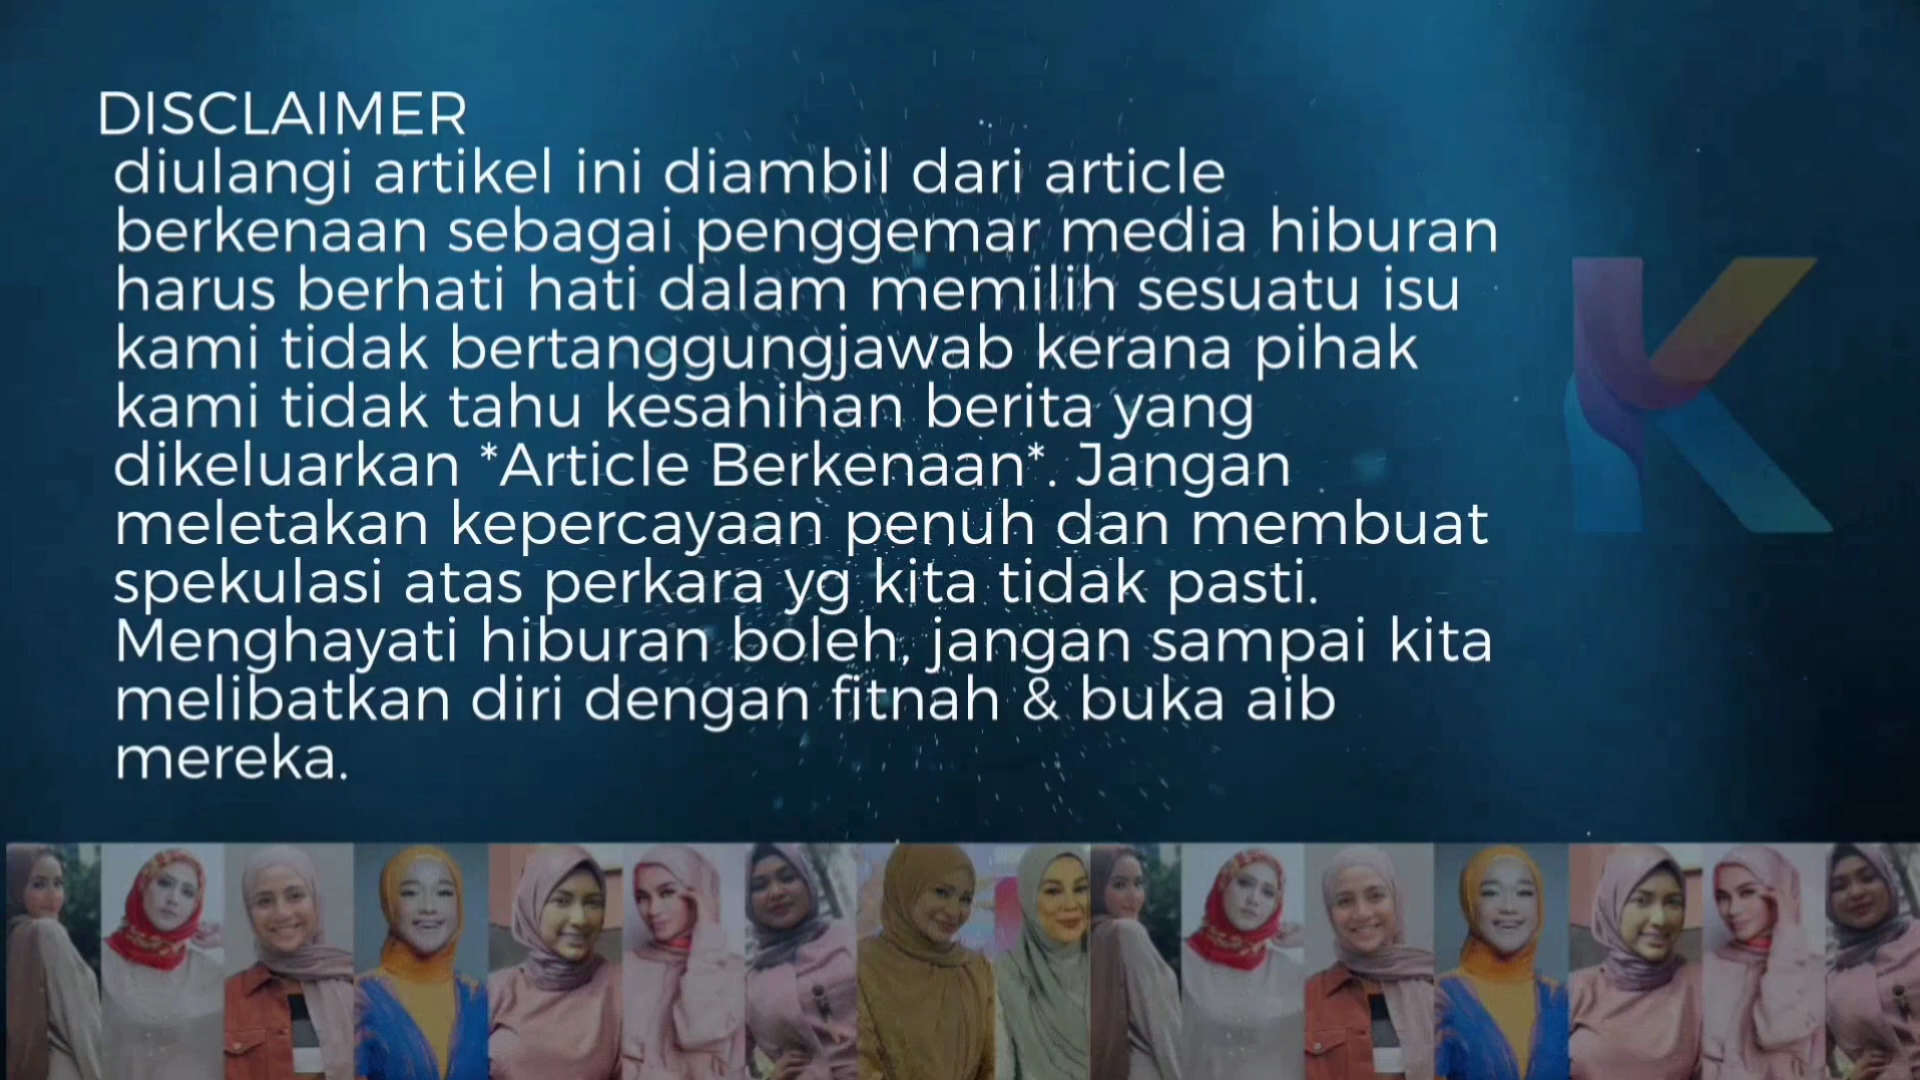 DISCLAIMER
diulangi artikel ini diambil dari article
berkenaan sebagai penggemar media hiburan
harus berhati hati dalam memilih sesuatu isu
kami tidak bertanggungjawab kerana pihak
kami tidak tahu kesahihan berita yang
dikeluarkan *Article Berkenaan*. Jangan
meletakan kepercayaan penuh dan membuat
spekulasi atas perkara yg kita tidak pasti.
Menghayati hiburan boleh, jangan sampai kita
melibatkan diri dengan fitnah & buka aib
mereka.
K